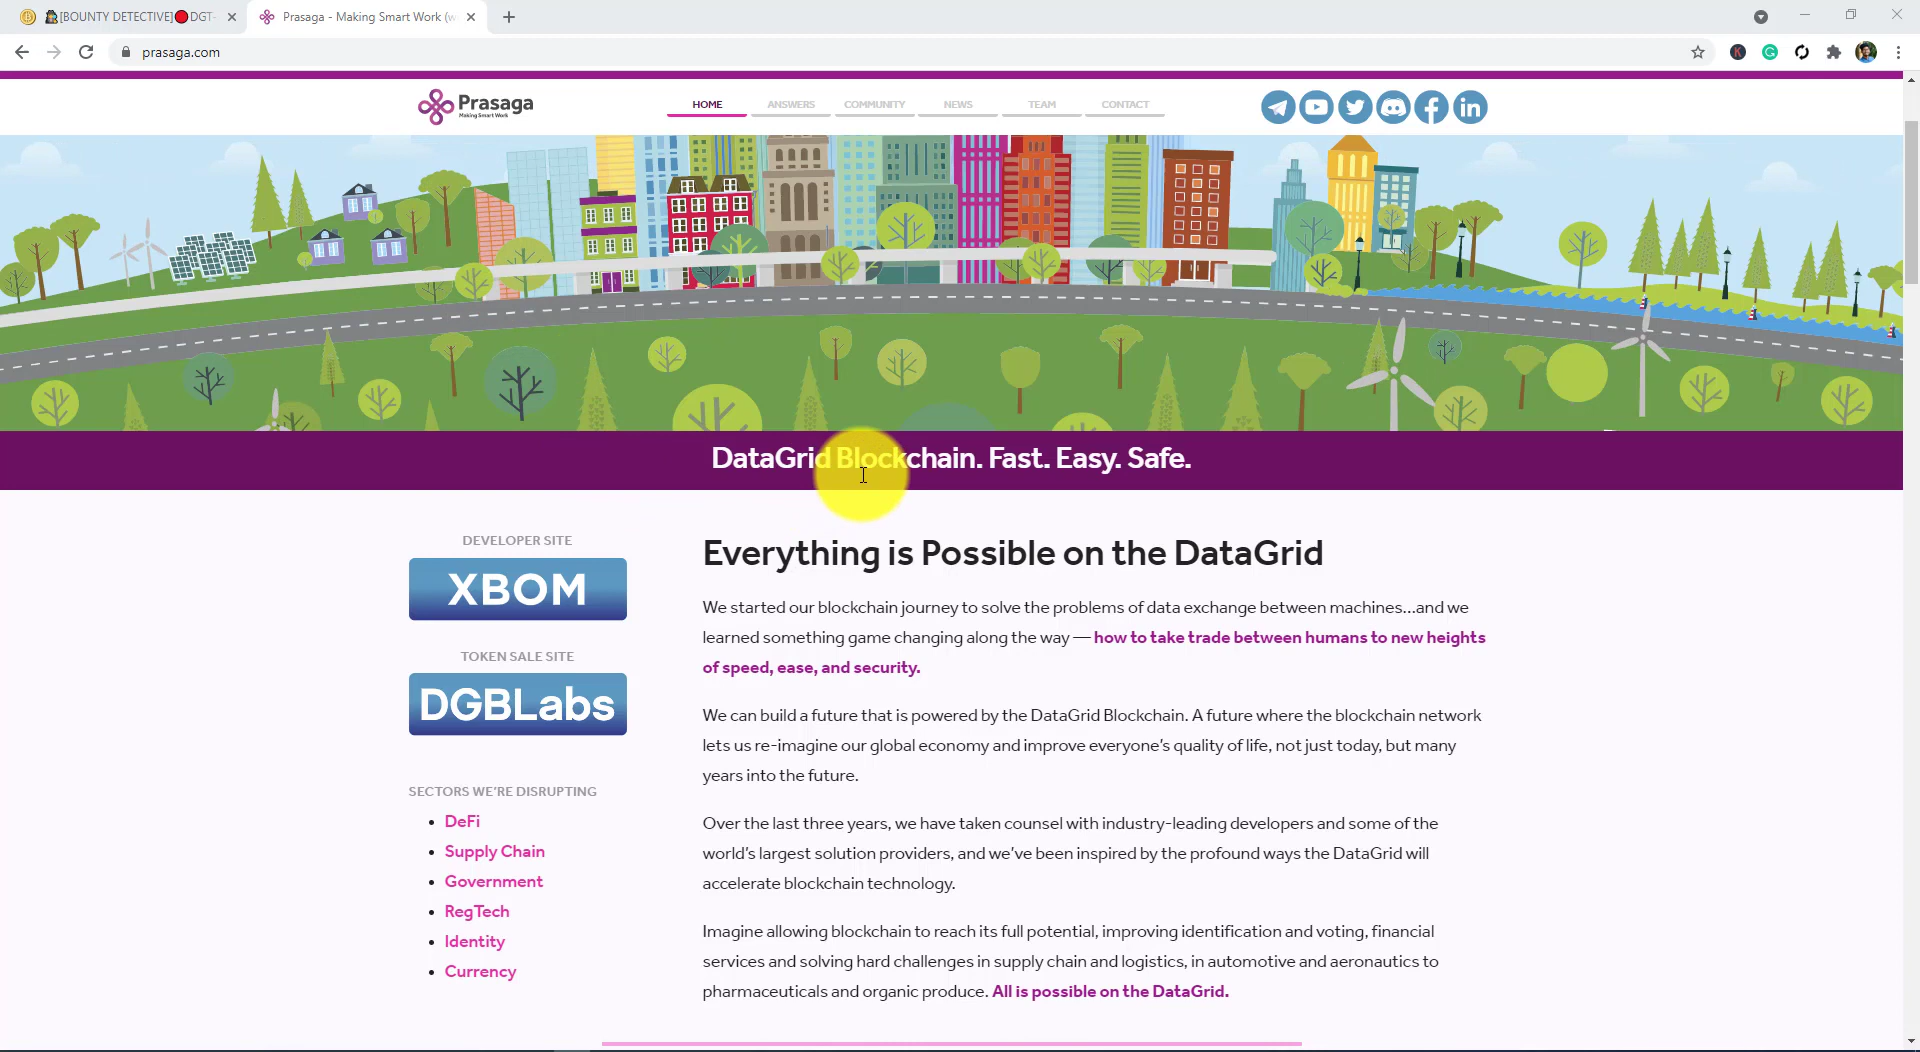 [BOUNTY DETECTIVE]🔴DGT-
Prasaga - Making Smart Work (w
prasaga.com
Prasaga
Making Smart Work
HOME
ANSWERS
COMMUNITY
NEWS
TEAM
CONTACT
DataGrid Blockchain. Fast. Easy. Safe.
DEVELOPER SITE
XBOM
TOKEN SALE SITE
DGBLabs
SECTORS WE'RE DISRUPTING
• DeFi
• Supply Chain
• Government
• RegTech
• Identity
• Currency
Everything is Possible on the DataGrid
We started our blockchain journey to solve the problems of data exchange between machines...and we
learned something game changing along the way — how to take trade between humans to new heights
of speed, ease, and security.
We can build a future that is powered by the DataGrid Blockchain. A future where the blockchain network
lets us re-imagine our global economy and improve everyone's quality of life, not just today, but many
years into the future.
Over the last three years, we have taken counsel with industry-leading developers and some of the
world's largest solution providers, and we've been inspired by the profound ways the DataGrid will
accelerate blockchain technology.
Imagine allowing blockchain to reach its full potential, improving identification and voting, financial
services and solving hard challenges in supply chain and logistics, in automotive and aeronautics to
pharmaceuticals and organic produce. All is possible on the DataGrid.